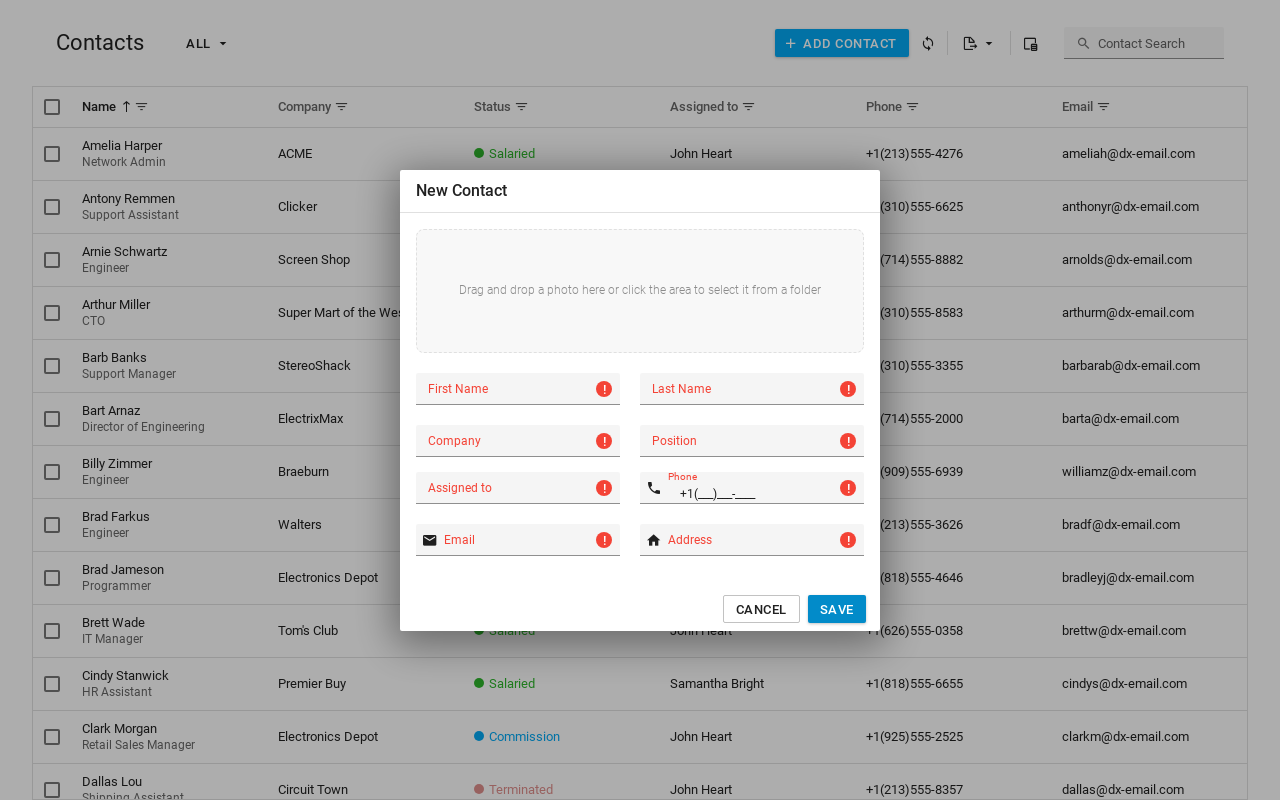 Contacts ALL ADD CONTACT Contact Search
Name Company Status Assigned to Phone Email
Amelia Harper
Network Admin
ACME Salaried John Heart +1(213)555-4276 ameliah@dx-email.com
Antony Remmen
Support Assistant
Clicker (310)555-6625 anthonyr@dx-email.com
Arnie Schwartz
Engineer
Screen Shop (714)555-8882 arnolds@dx-email.com
Arthur Miller
CTO
Super Mart of the Wes (310)555-8583 arthurm@dx-email.com
Barb Banks
Support Manager
StereoShack (310)555-3355 barbarab@dx-email.com
Bart Arnaz
Director of Engineering
ElectrixMax (714)555-2000 barta@dx-email.com
Billy Zimmer
Engineer
Braeburn (909)555-6939 williamz@dx-email.com
Brad Farkus
Engineer
Walters (213)555-3626 bradf@dx-email.com
Brad Jameson
Programmer
Electronics Depot (818)555-4646 bradleyj@dx-email.com
Brett Wade
IT Manager
Tom's Club Salaried John Heart +1(626)555-0358 brettw@dx-email.com
Cindy Stanwick
HR Assistant
Premier Buy Salaried Samantha Bright +1(818)555-6655 cindys@dx-email.com
Clark Morgan
Retail Sales Manager
Electronics Depot Commission John Heart +1(925)555-2525 clarkm@dx-email.com
Dallas Lou
Shipping Assistant
Circuit Town Terminated John Heart +1(213)555-8357 dallas@dx-email.com
New Contact
Drag and drop a photo here or click the area to select it from a folder
First Name Last Name
Company Position
Assigned to Phone
+1(___)___-____
Email Address
CANCEL SAVE